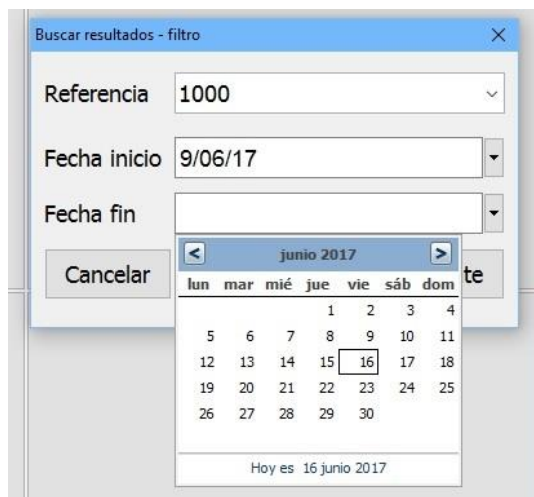 Buscar resultados - filtro
Referencia 1000
Fecha inicio 9/06/17
Fecha fin
Cancelar te
< junio 2017 >
lun mar mié jue vie sáb dom
1 2 3 4
5 6 7 8 9 10 11
12 13 14 15 16 17 18
19 20 21 22 23 24 25
26 27 28 29 30
Hoy es 16 junio 2017